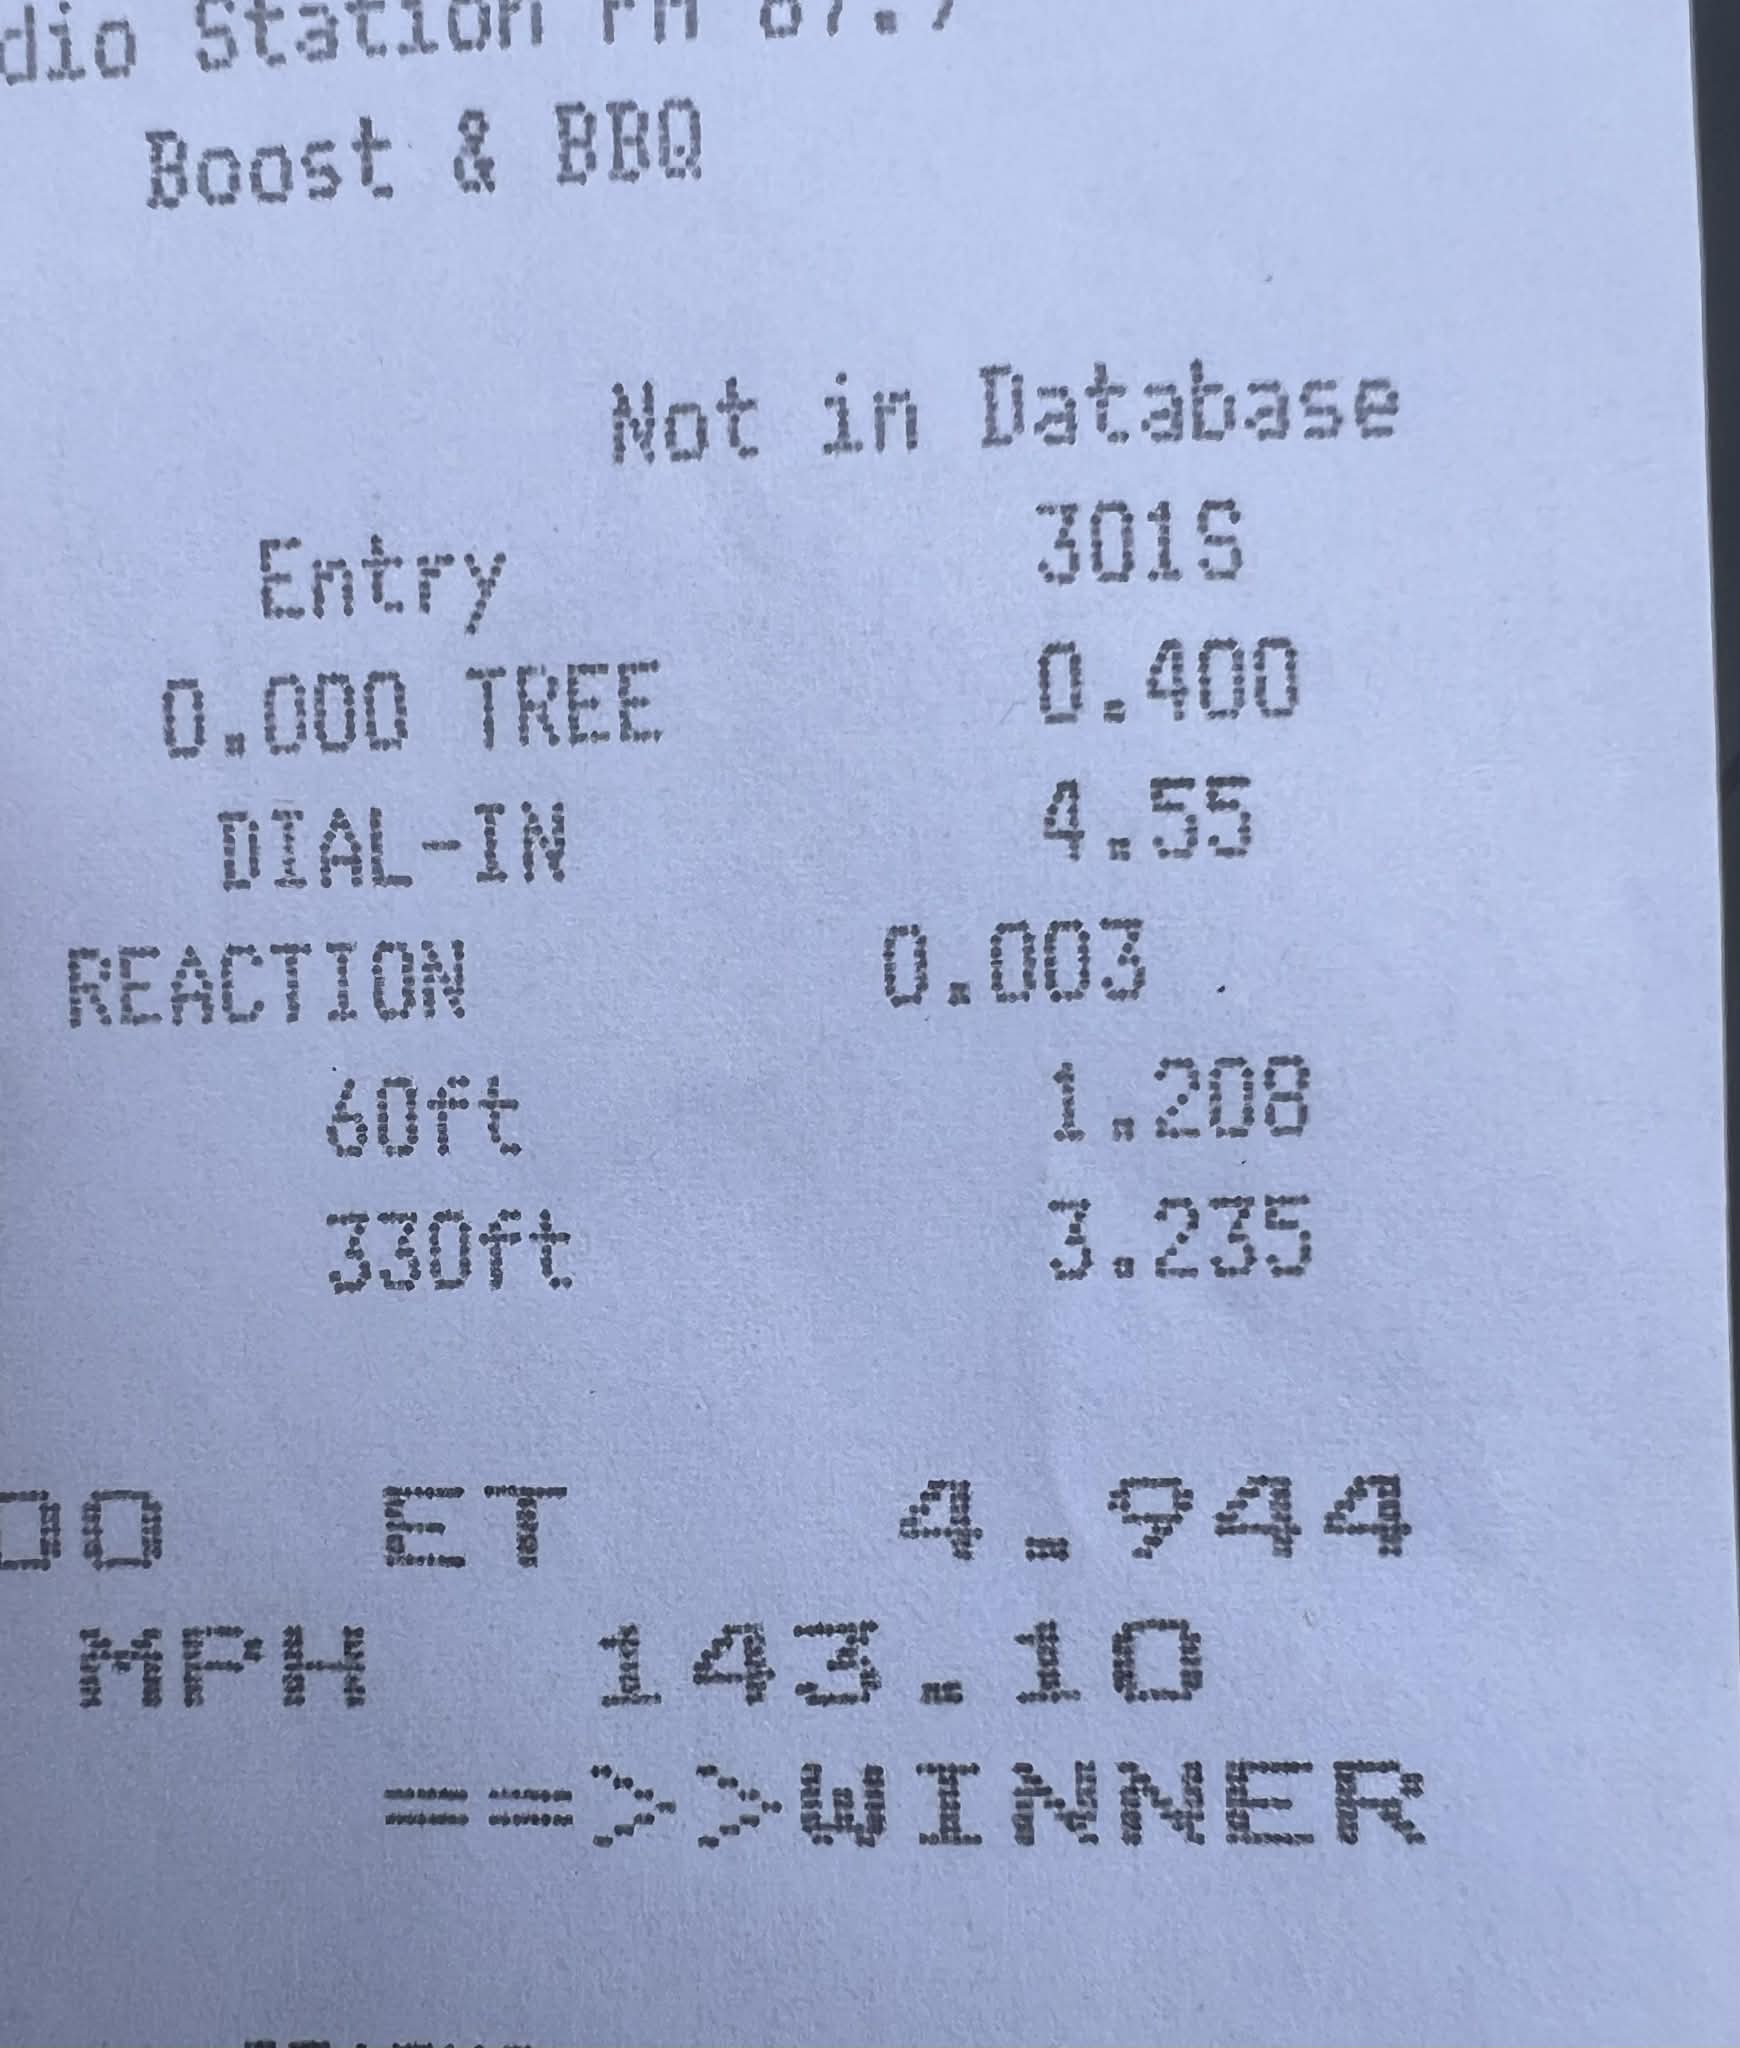 dio Station FM 87.7
Boost & BBQ
Not in Database
Entry 301S
0.000 TREE 0.400
DIAL-IN 4.55
REACTION 0.003
60ft 1.208
330ft 3.235
00 ET 4.944
MPH 143.10
==>>WINNER